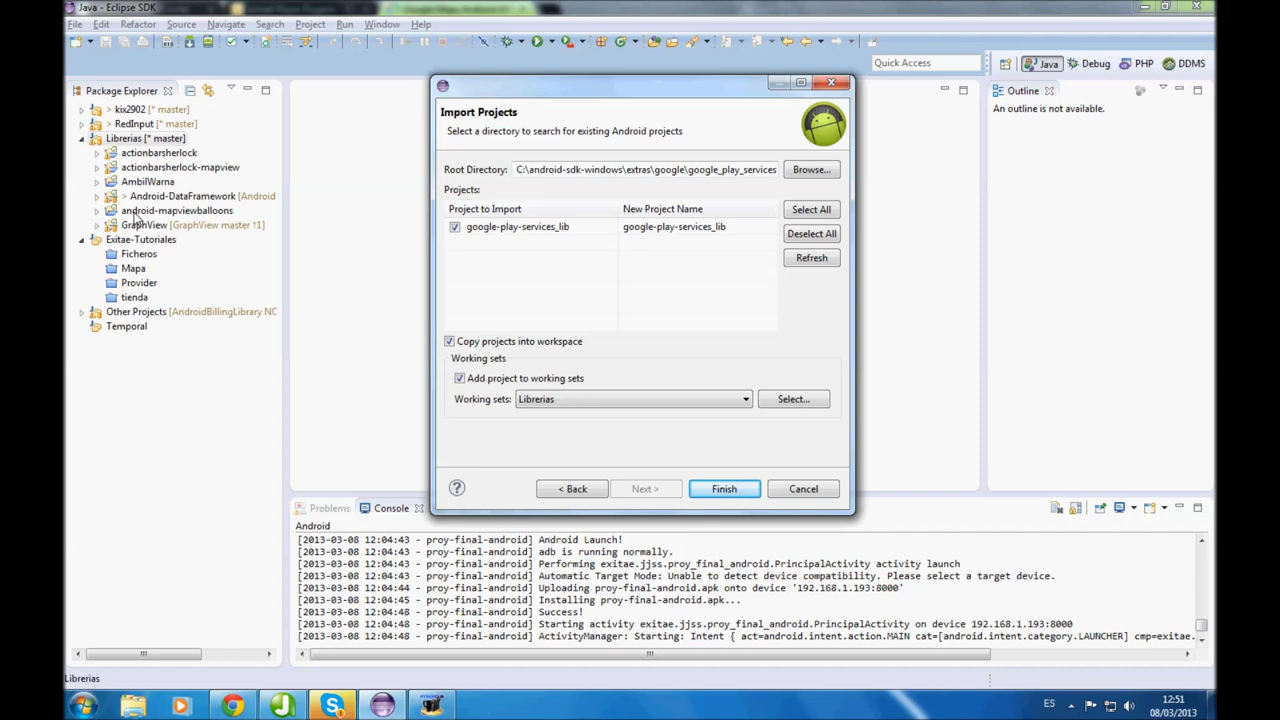 Java - Eclipse SDK
File Edit Refactor Source Navigate Search Project Run Window Help
Quick Access
Java Debug PHP DDMS
Package Explorer
> kix2902 [* master]
> RedInput [* master]
Librerias [* master]
actionbarsherlock
actionbarsherlock-mapview
AmbilWarna
> Android-DataFramework [Android
android-mapviewballoons
GraphView [GraphView master ↑1]
Exitae-Tutoriales
Ficheros
Mapa
Provider
tienda
Other Projects [AndroidBillingLibrary NC
Temporal
Import Projects
Select a directory to search for existing Android projects
Root Directory: C:\android-sdk-windows\extras\google\google_play_services Browse...
Projects:
Project to Import New Project Name
google-play-services_lib google-play-services_lib
Select All
Deselect All
Refresh
Copy projects into workspace
Working sets
Add project to working sets
Working sets: Librerias Select...
? < Back Next > Finish Cancel
Outline
An outline is not available.
Problems Console
Android
[2013-03-08 12:04:43 - proy-final-android] Android Launch!
[2013-03-08 12:04:43 - proy-final-android] adb is running normally.
[2013-03-08 12:04:43 - proy-final-android] Performing exitae.jjss.proy_final_android.PrincipalActivity activity launch
[2013-03-08 12:04:43 - proy-final-android] Automatic Target Mode: Unable to detect device compatibility. Please select a target device.
[2013-03-08 12:04:44 - proy-final-android] Uploading proy-final-android.apk onto device '192.168.1.193:8000'
[2013-03-08 12:04:45 - proy-final-android] Installing proy-final-android.apk...
[2013-03-08 12:04:48 - proy-final-android] Success!
[2013-03-08 12:04:48 - proy-final-android] Starting activity exitae.jjss.proy_final_android.PrincipalActivity on device 192.168.1.193:8000
[2013-03-08 12:04:48 - proy-final-android] ActivityManager: Starting: Intent { act=android.intent.action.MAIN cat=[android.intent.category.LAUNCHER] cmp=exitae.
Librerias
ES
12:51
08/03/2013